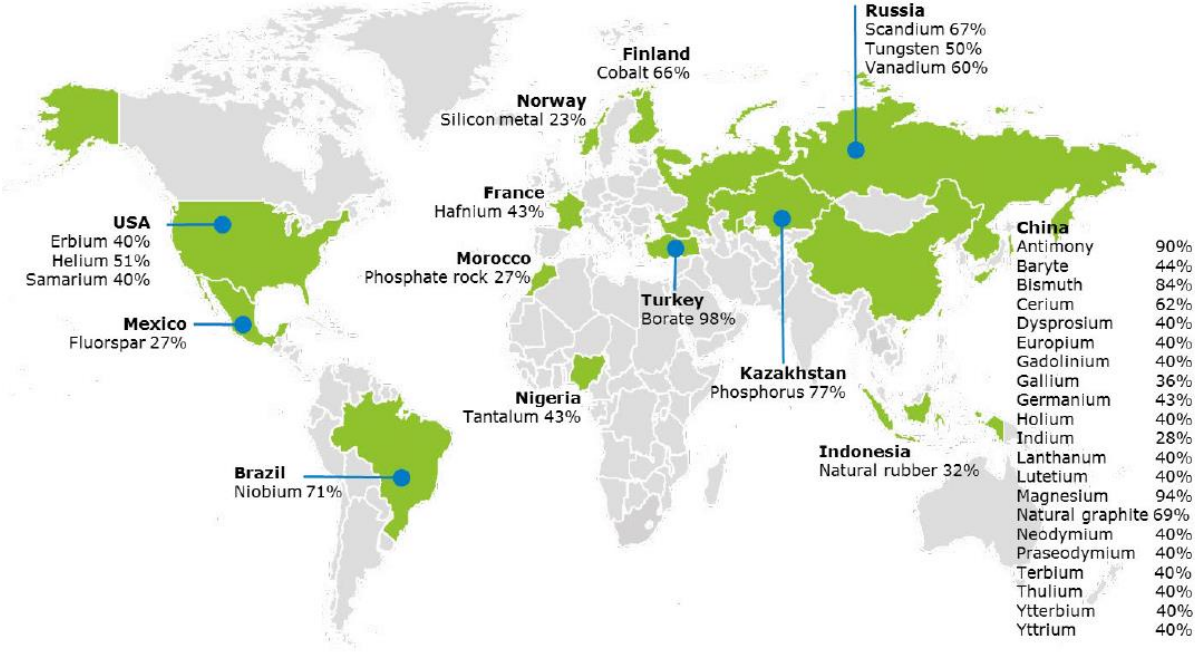 Russia
Scandium 67%
Tungsten 50%
Vanadium 60%
Finland
Cobalt 66%
Norway
Silicon metal 23%
France
Hafnium 43%
USA
Erbium 40%
Helium 51%
Samarium 40%
Morocco
Phosphate rock 27%
Turkey
Borate 98%
Mexico
Fluorspar 27%
Kazakhstan
Phosphorus 77%
Nigeria
Tantalum 43%
Indonesia
Natural rubber 32%
Brazil
Niobium 71%
China
Antimony 90%
Baryte 44%
Bismuth 84%
Cerium 62%
Dysprosium 40%
Europium 40%
Gadolinium 40%
Gallium 36%
Germanium 43%
Holium 40%
Indium 28%
Lanthanum 40%
Lutetium 40%
Magnesium 94%
Natural graphite 69%
Neodymium 40%
Praseodymium 40%
Terbium 40%
Thulium 40%
Ytterbium 40%
Yttrium 40%